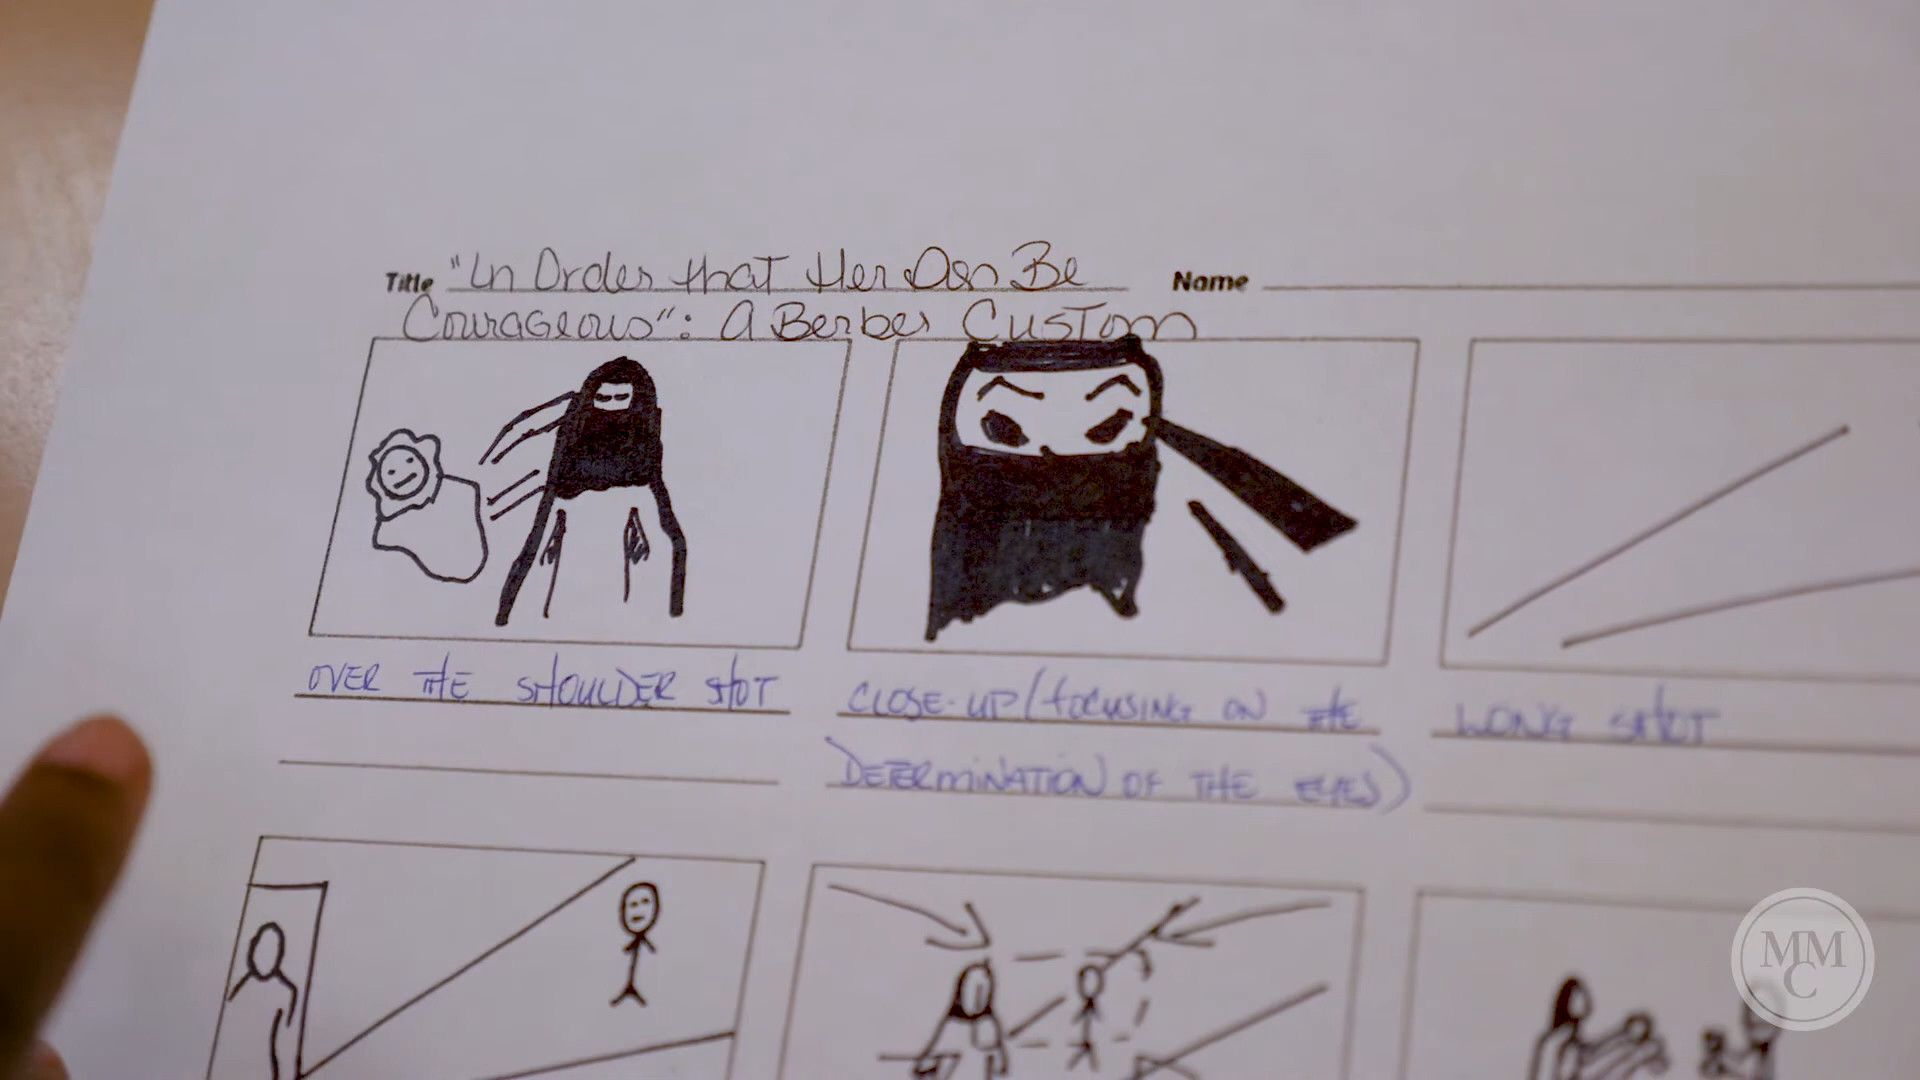 Title "In Order that Her Son Be
Name
Courageous": A Berber Custom
OVER THE SHOULDER SHOT
CLOSE-UP (FOCUSING ON THE
DETERMINATION OF THE EYES)
LONG SHOT
MMC